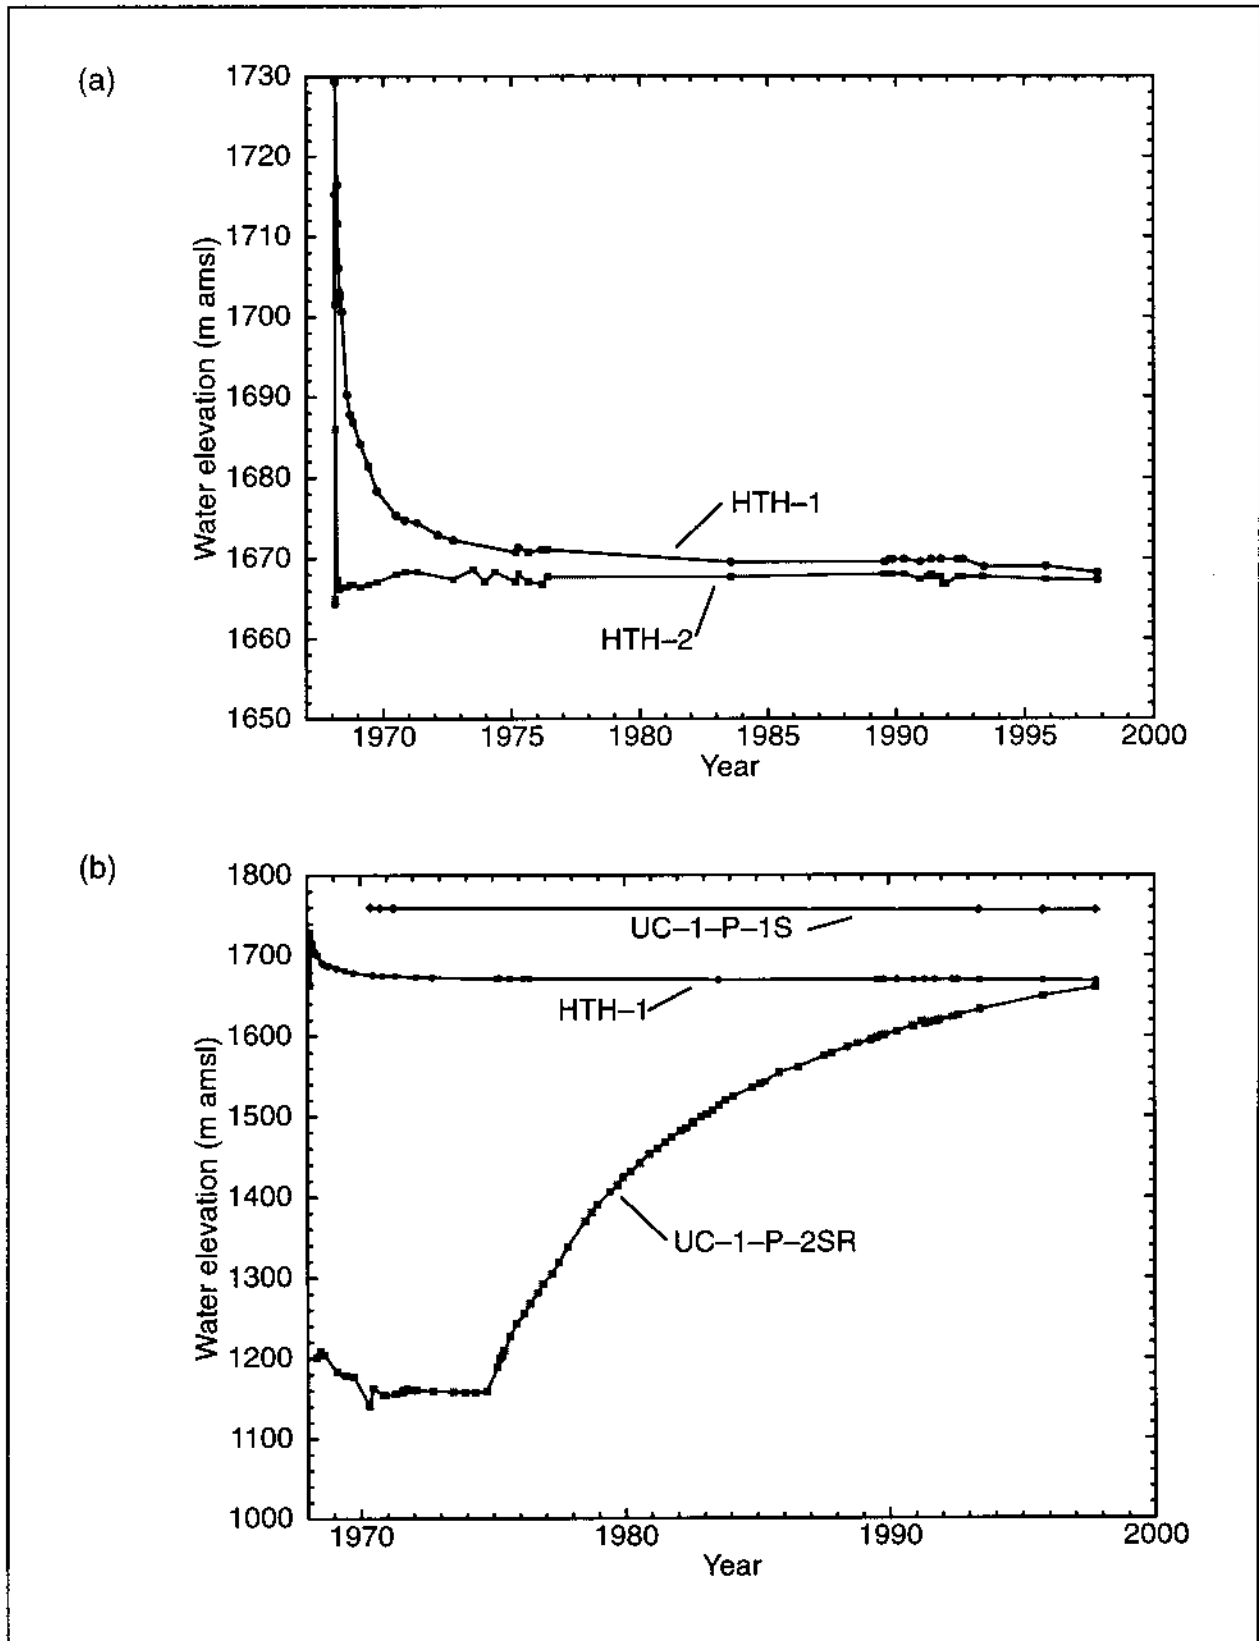 (a)
1730
1720
1710
1700
1690
1680
1670
1660
1650
Water elevation (m amsl)
HTH–1
HTH–2
1970 1975 1980 1985 1990 1995 2000
Year
(b)
1800
1700
1600
1500
1400
1300
1200
1100
1000
Water elevation (m amsl)
UC–1–P–1S
HTH–1
UC–1–P–2SR
1970 1980 1990 2000
Year